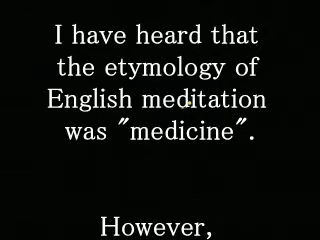 I have heard that
the etymology of
English meditation
was "medicine".
However,